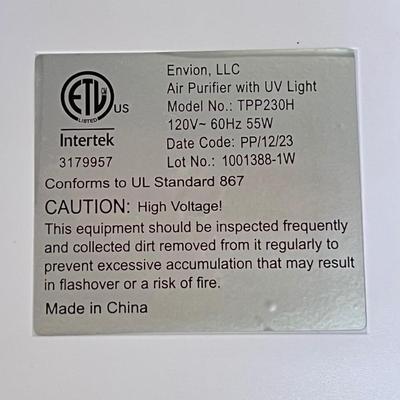 ETL
LISTED
US
Intertek
3179957
Envion, LLC
Air Purifier with UV Light
Model No.: TPP230H
120V~ 60Hz 55W
Date Code: PP/12/23
Lot No.: 1001388-1W
Conforms to UL Standard 867
CAUTION: High Voltage!
This equipment should be inspected frequently
and collected dirt removed from it regularly to
prevent excessive accumulation that may result
in flashover or a risk of fire.
Made in China